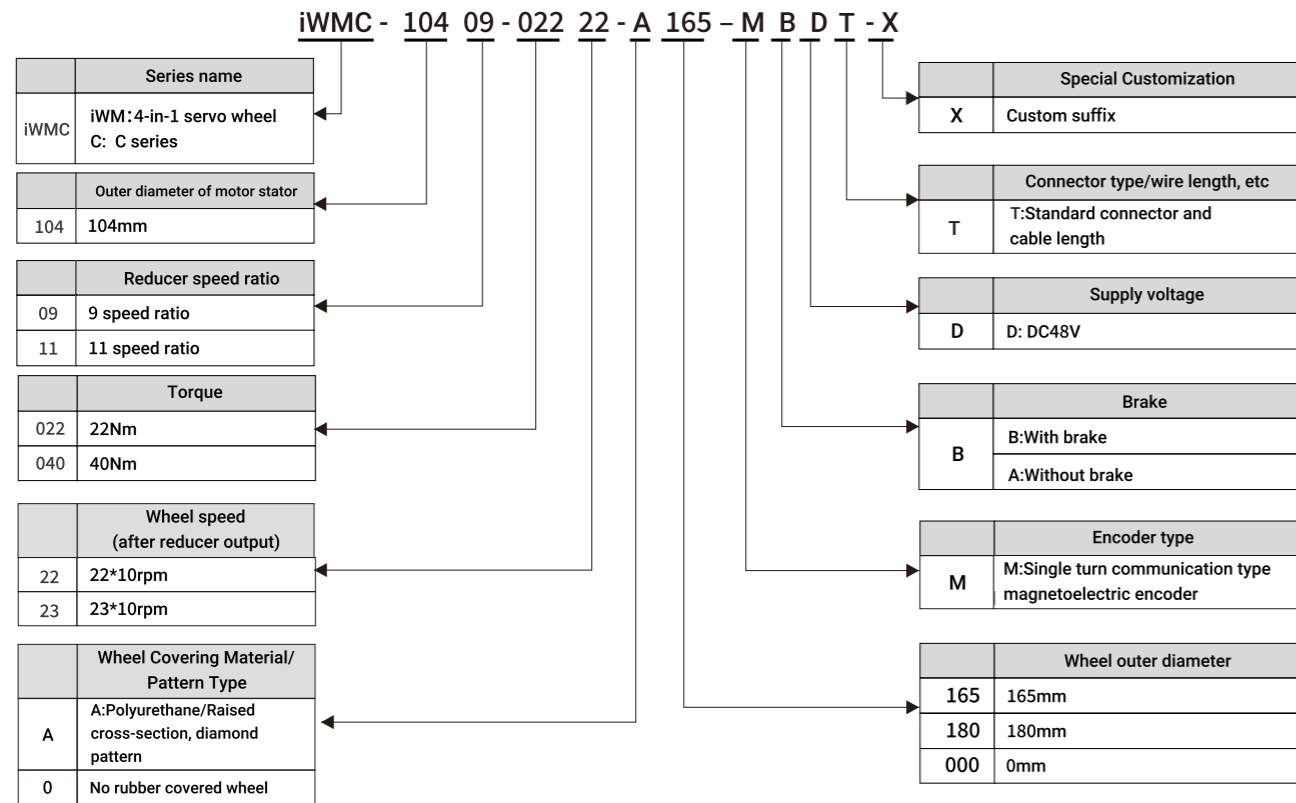 iWMC - 104 09 - 022 22 - A 165 – M B D T - X
Series name
iWMC
iWM:4-in-1 servo wheel
C: C series
Outer diameter of motor stator
104 104mm
Reducer speed ratio
09 9 speed ratio
11 11 speed ratio
Torque
022 22Nm
040 40Nm
Wheel speed
(after reducer output)
22 22*10rpm
23 23*10rpm
Wheel Covering Material/
Pattern Type
A
A:Polyurethane/Raised
cross-section, diamond
pattern
0 No rubber covered wheel
Special Customization
X Custom suffix
Connector type/wire length, etc
T
T:Standard connector and
cable length
Supply voltage
D D: DC48V
Brake
B
B:With brake
A:Without brake
Encoder type
M
M:Single turn communication type
magnetoelectric encoder
Wheel outer diameter
165 165mm
180 180mm
000 0mm